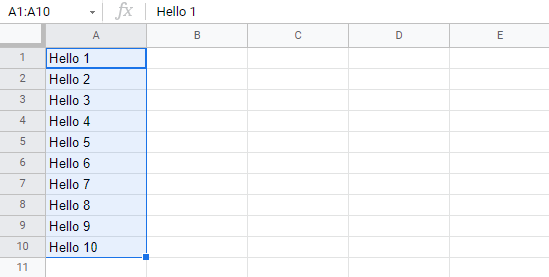 A1:A10 fx Hello 1
A B C D E
1 Hello 1
2 Hello 2
3 Hello 3
4 Hello 4
5 Hello 5
6 Hello 6
7 Hello 7
8 Hello 8
9 Hello 9
10 Hello 10
11